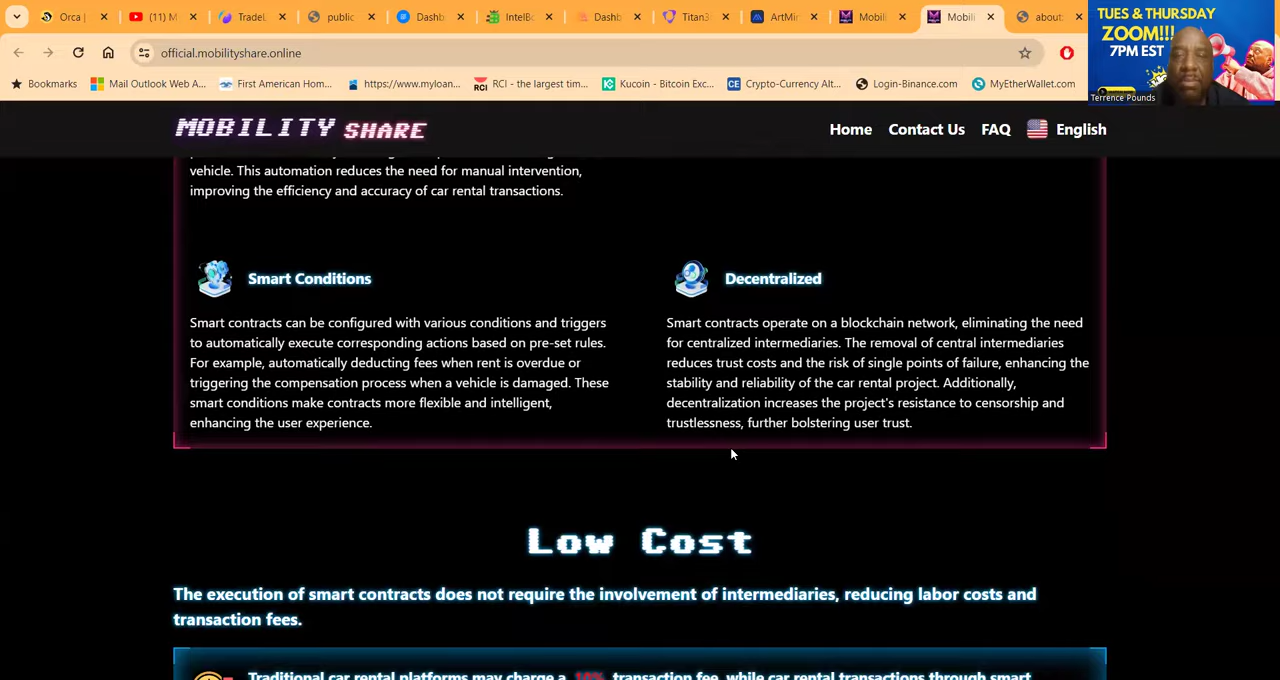 Orca |
(11) M
TradeL
public
Dashb
IntelBo
Dashb
Titan3
ArtMin
Mobili
Mobili
about:
official.mobilityshare.online
Bookmarks
Mail Outlook Web A...
First American Hom...
https://www.myloan...
RCI
RCI - the largest tim...
Kucoin - Bitcoin Exc...
CE
Crypto-Currency Alt...
Login-Binance.com
MyEtherWallet.com
TUES & THURSDAY
ZOOM!!!
7PM EST
Terrence Pounds
MOBILITY SHARE
Home
Contact Us
FAQ
English
vehicle. This automation reduces the need for manual intervention,
improving the efficiency and accuracy of car rental transactions.
Smart Conditions
Smart contracts can be configured with various conditions and triggers
to automatically execute corresponding actions based on pre-set rules.
For example, automatically deducting fees when rent is overdue or
triggering the compensation process when a vehicle is damaged. These
smart conditions make contracts more flexible and intelligent,
enhancing the user experience.
Decentralized
Smart contracts operate on a blockchain network, eliminating the need
for centralized intermediaries. The removal of central intermediaries
reduces trust costs and the risk of single points of failure, enhancing the
stability and reliability of the car rental project. Additionally,
decentralization increases the project's resistance to censorship and
trustlessness, further bolstering user trust.
Low Cost
The execution of smart contracts does not require the involvement of intermediaries, reducing labor costs and
transaction fees.
Traditional car rental platforms may charge a 10% transaction fee, while car rental transactions through smart